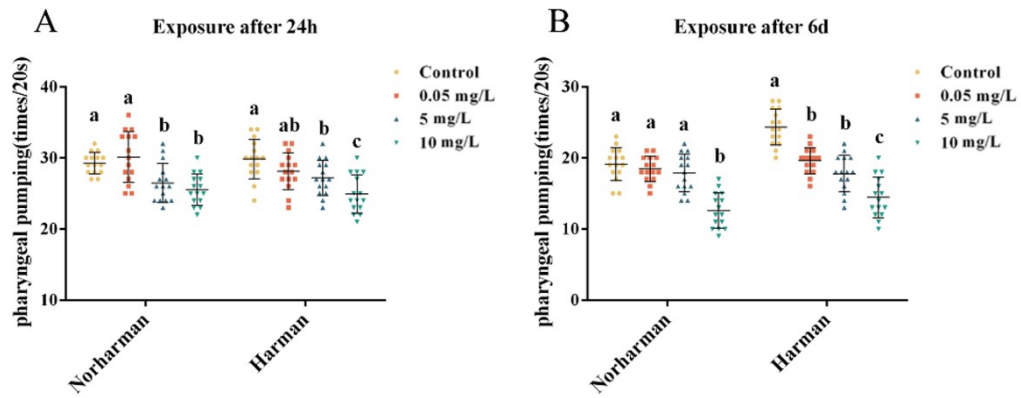 A
Exposure after 24h
pharyngeal pumping(times/20s)
40
30
20
10
a
a
b
b
a
ab
b
c
Norharman
Harman
Control
0.05 mg/L
5 mg/L
10 mg/L
B
Exposure after 6d
pharyngeal pumping(times/20s)
30
20
10
0
a
a
a
b
a
b
b
c
Norharman
Harman
Control
0.05 mg/L
5 mg/L
10 mg/L